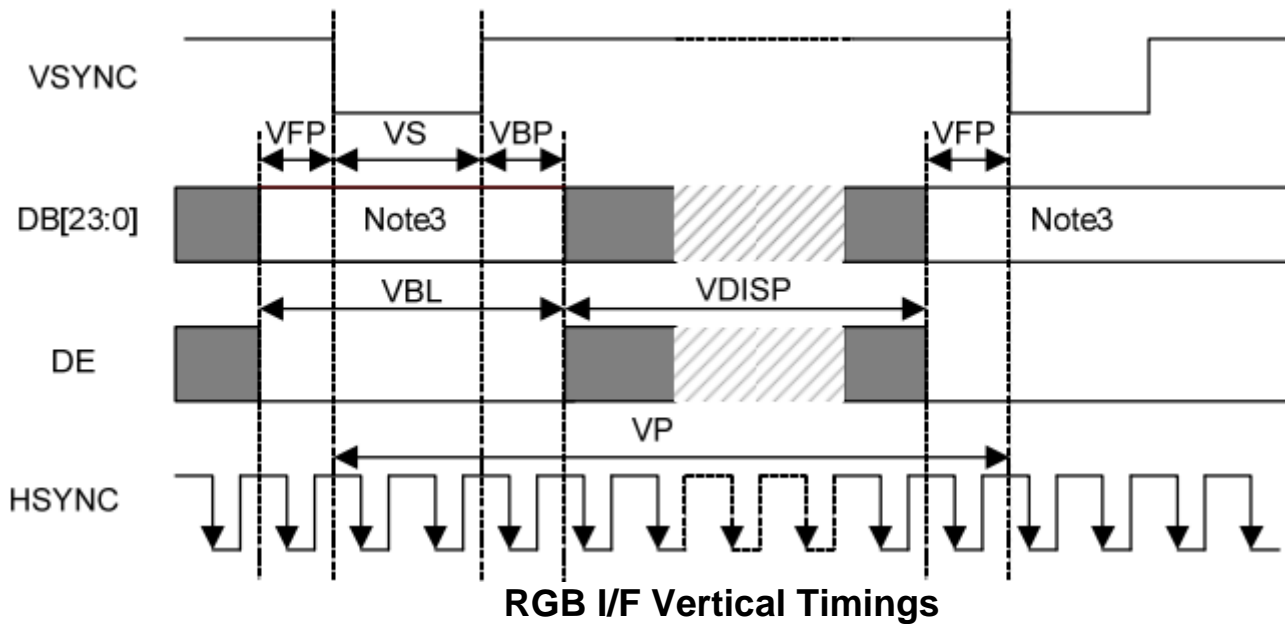 VSYNC
VFP VS VBP VFP
DB[23:0] Note3 Note3
VBL VDISP
DE
VP
HSYNC
RGB I/F Vertical Timings